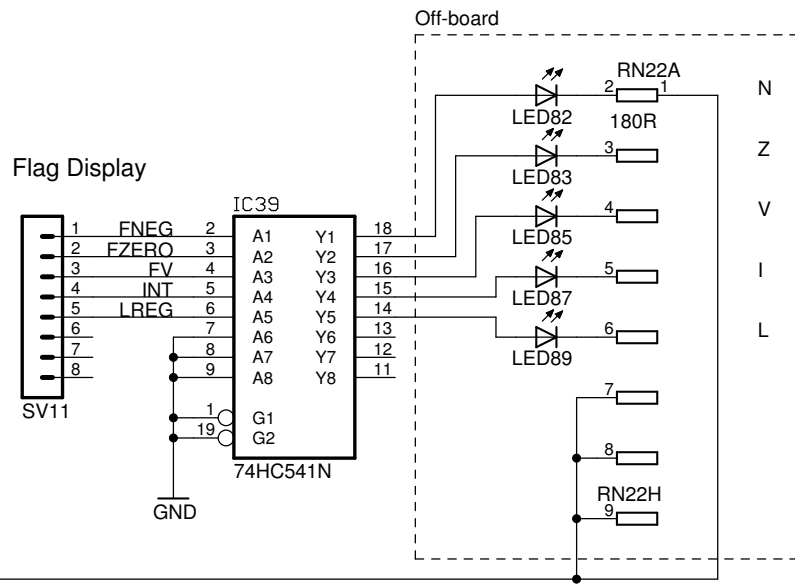 Off-board
RN22A
2 1 N
LED82 180R
3 Z
LED83
Flag Display
IC39
4 V
LED85
1 FNEG 2 A1 Y1 18
2 FZERO 3 A2 Y2 17
3 FV 4 A3 Y3 16
5 I
4 INT 5 A4 Y4 15
LED87
5 LREG 6 A5 Y5 14
6 7 A6 Y6 13
6 L
7 8 A7 Y7 12
LED89
8 9 A8 Y8 11
7
SV11
1 G1
19 G2
8
74HC541N
RN22H
9
GND